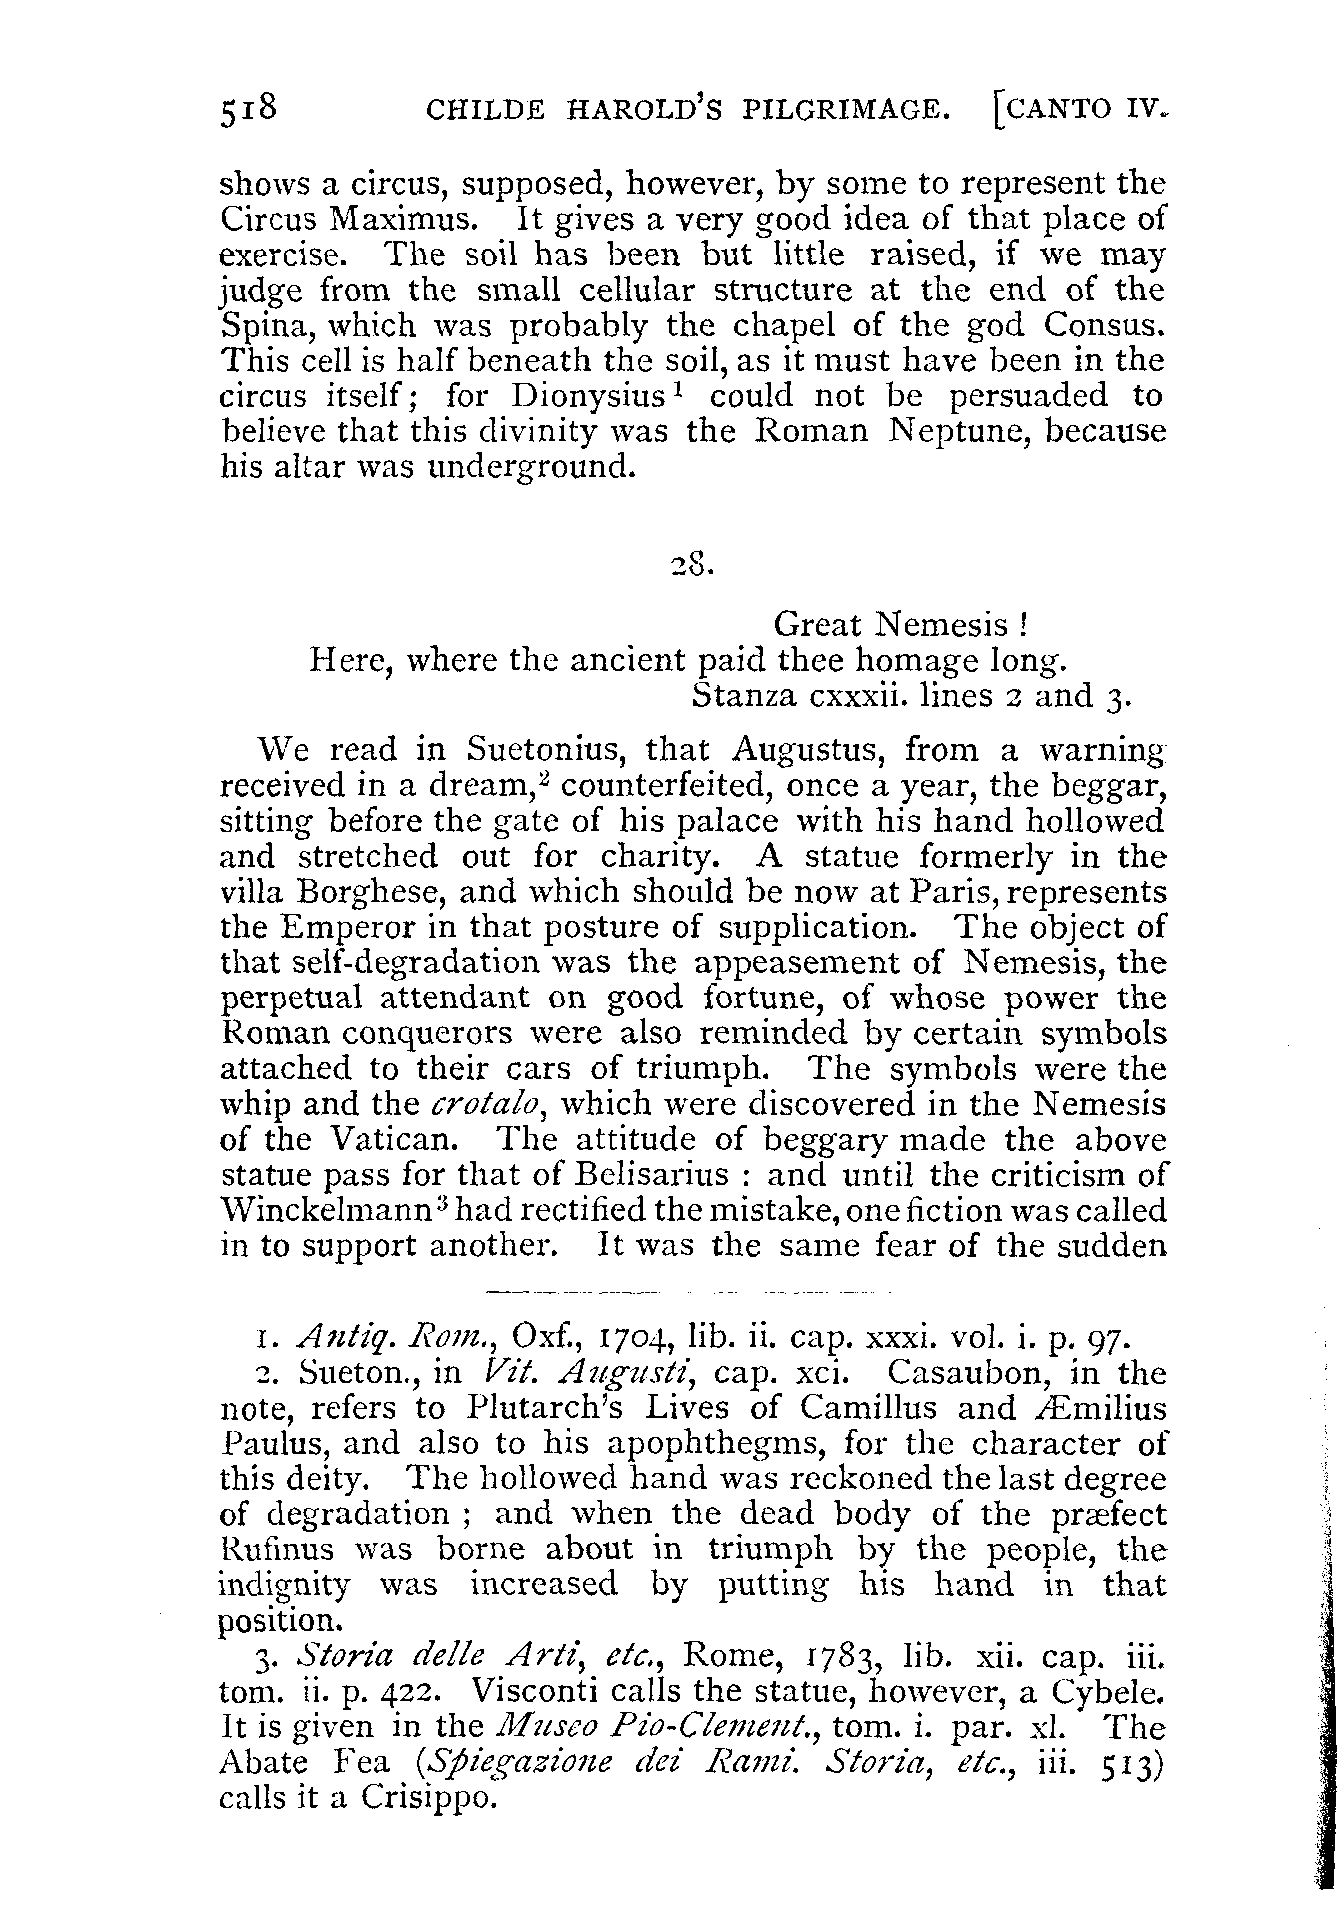 518 CHILDE HAROLD'S PILGRIMAGE. [CANTO IV.
shows a circus, supposed, however, by some to represent the
Circus Maximus. It gives a very good idea of that place of
exercise. The soil has been but little raised, if we may
judge from the small cellular structure at the end of the
Spina, which was probably the chapel of the god Consus.
This cell is half beneath the soil, as it must have been in the
circus itself; for Dionysius¹ could not be persuaded to
believe that this divinity was the Roman Neptune, because
his altar was underground.
28.
Great Nemesis !
Here, where the ancient paid thee homage long.
Stanza cxxxii. lines 2 and 3.
We read in Suetonius, that Augustus, from a warning
received in a dream,² counterfeited, once a year, the beggar,
sitting before the gate of his palace with his hand hollowed
and stretched out for charity. A statue formerly in the
villa Borghese, and which should be now at Paris, represents
the Emperor in that posture of supplication. The object of
that self-degradation was the appeasement of Nemesis, the
perpetual attendant on good fortune, of whose power the
Roman conquerors were also reminded by certain symbols
attached to their cars of triumph. The symbols were the
whip and the crotalo, which were discovered in the Nemesis
of the Vatican. The attitude of beggary made the above
statue pass for that of Belisarius : and until the criticism of
Winckelmann³ had rectified the mistake, one fiction was called
in to support another. It was the same fear of the sudden
1. Antiq. Rom., Oxf., 1704, lib. ii. cap. xxxi. vol. i. p. 97.
2. Sueton., in Vit. Augusti, cap. xci. Casaubon, in the
note, refers to Plutarch's Lives of Camillus and Æmilius
Paulus, and also to his apophthegms, for the character of
this deity. The hollowed hand was reckoned the last degree
of degradation ; and when the dead body of the præfect
Rufinus was borne about in triumph by the people, the
indignity was increased by putting his hand in that
position.
3. Storia delle Arti, etc., Rome, 1783, lib. xii. cap. iii.
tom. ii. p. 422. Visconti calls the statue, however, a Cybele.
It is given in the Museo Pio-Clement., tom. i. par. xl. The
Abate Fea (Spiegazione dei Rami. Storia, etc., iii. 513)
calls it a Crisippo.